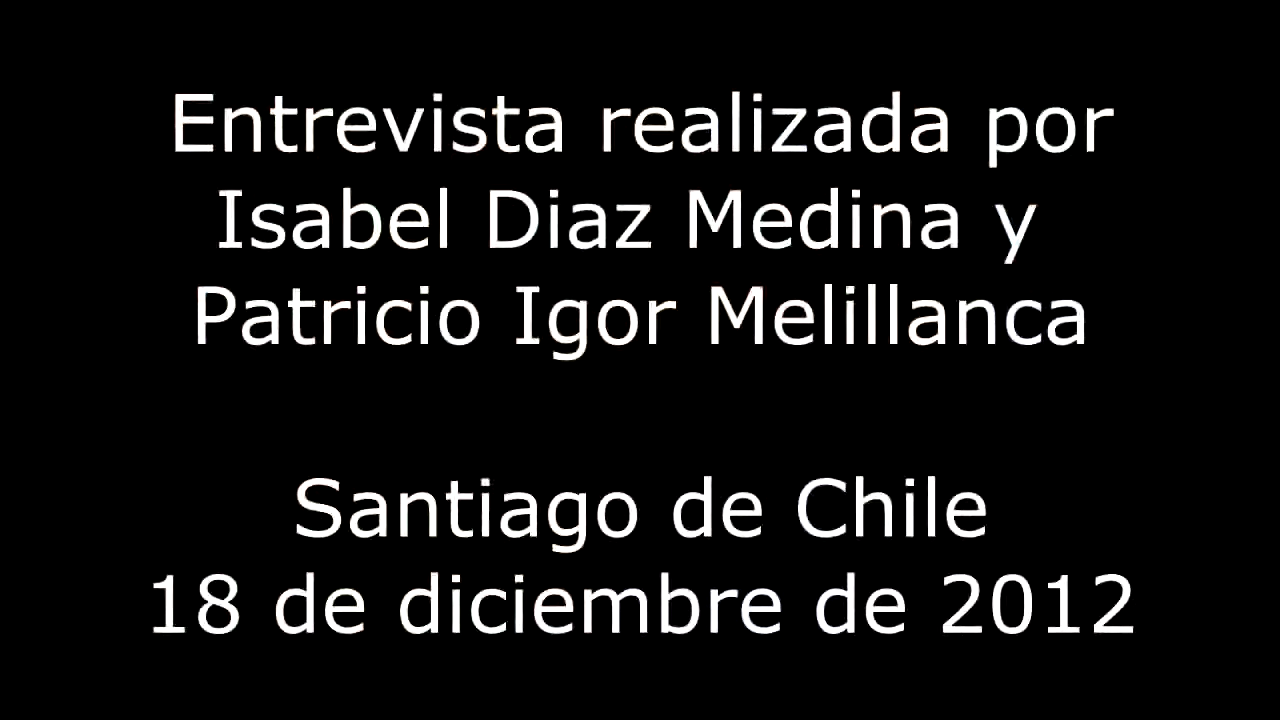 Entrevista realizada por
Isabel Diaz Medina y
Patricio Igor Melillanca
Santiago de Chile
18 de diciembre de 2012